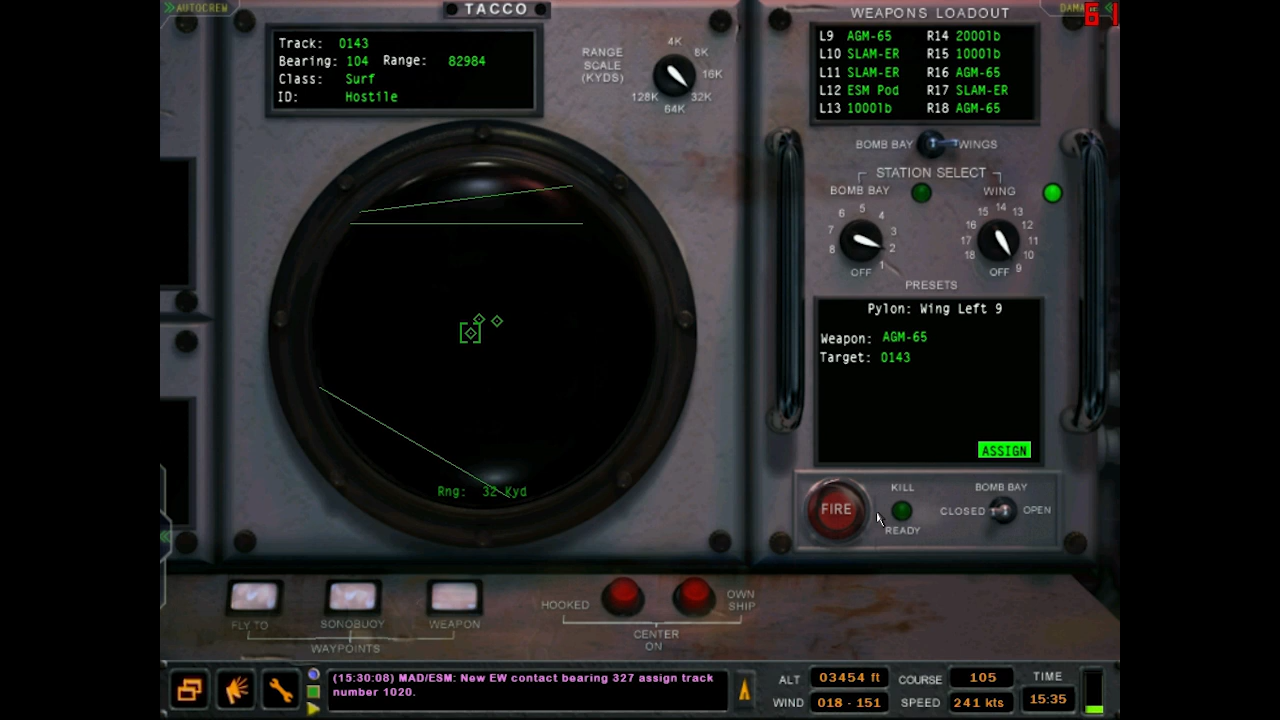 AUTOCREW
TACCO
DAMA
61
Track: 0143
Bearing: 104 Range: 82984
Class: Surf
ID: Hostile
RANGE
SCALE
(KYDS)
4K
8K
16K
32K
64K
128K
WEAPONS LOADOUT
L9 AGM-65 R14 2000lb
L10 SLAM-ER R15 1000lb
L11 SLAM-ER R16 AGM-65
L12 ESM Pod R17 SLAM-ER
L13 1000lb R18 AGM-65
BOMB BAY WINGS
STATION SELECT
BOMB BAY WING
5
6 4
7 3
8 2
OFF 1
14
15 13
16 12
17 11
18 10
OFF 9
PRESETS
Pylon: Wing Left 9
Weapon: AGM-65
Target: 0143
ASSIGN
Rng: 32 Kyd
FIRE
KILL
READY
BOMB BAY
CLOSED OPEN
FLY TO SONOBUOY WEAPON
WAYPOINTS
HOOKED
OWN
SHIP
CENTER
ON
(15:30:08) MAD/ESM: New EW contact bearing 327 assign track
number 1020.
ALT 03454 ft COURSE 105 TIME
WIND 018 - 151 SPEED 241 kts 15:35